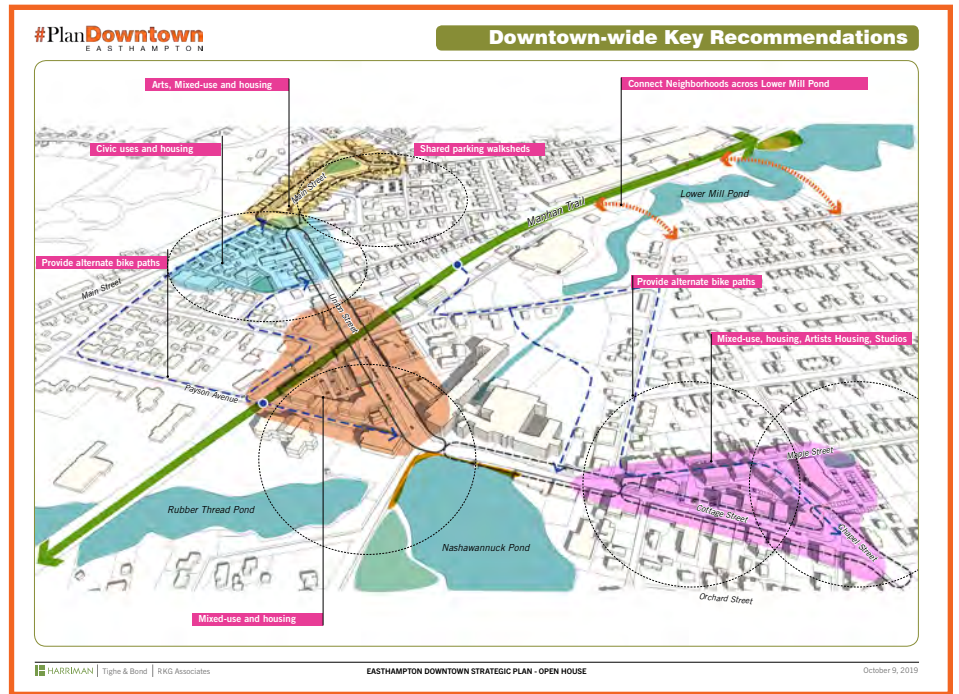 #PlanDowntown
EASTHAMPTON
Downtown-wide Key Recommendations
Arts, Mixed-use and housing
Connect Neighborhoods across Lower Mill Pond
Civic uses and housing
Shared parking walksheds
Main Street
Lower Mill Pond
Manhan Trail
Provide alternate bike paths
Main Street
Provide alternate bike paths
Union Street
Mixed-use, housing, Artists Housing, Studios
Payson Avenue
Maple Street
Rubber Thread Pond
Cottage Street
Chapel Street
Nashawannuck Pond
Orchard Street
Mixed-use and housing
HARRIMAN | Tighe & Bond | RKG Associates
EASTHAMPTON DOWNTOWN STRATEGIC PLAN - OPEN HOUSE
October 9, 2019